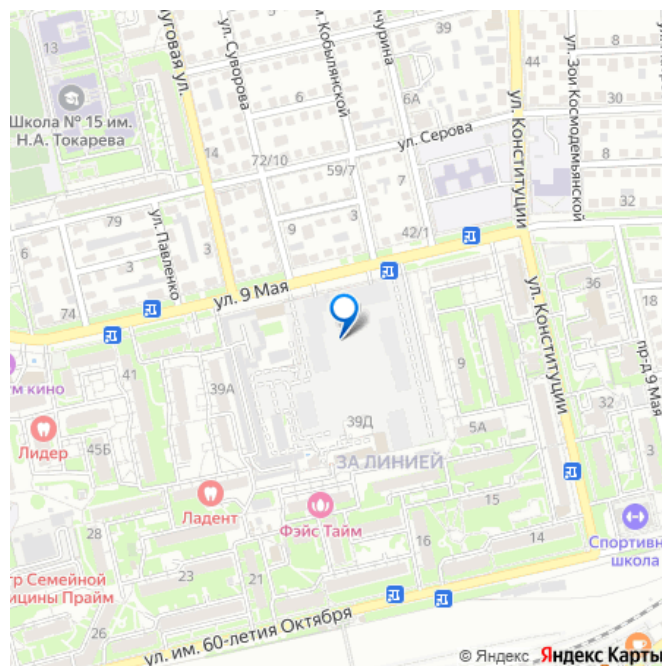 13
46
44
8
Луговая ул.
ул. Суворова
Кобылянской
6
6А
ул. Зои Космодемьянской
30
Школа № 15 им.
Н.А. Токарева
ул. Серова
14
72/10
59/7
7
8
ул. Конституции
32
79
ул. Павленко
9
3
3
42/1
6
3
ул. 9 Мая
36
18
74
ул. Конституции
пр-д 9 Мая
м кино
41
39А
9
32
Лидер
45Б
39Д
5А
3
ЗА ЛИНИЕЙ
Ладент
15
28
Фэйс Тайм
Спортивн
школа
16
14
тр Семейной
ицины Прайм
23
21
26
ул. им. 60-летия Октября
© Яндекс Яндекс Карты